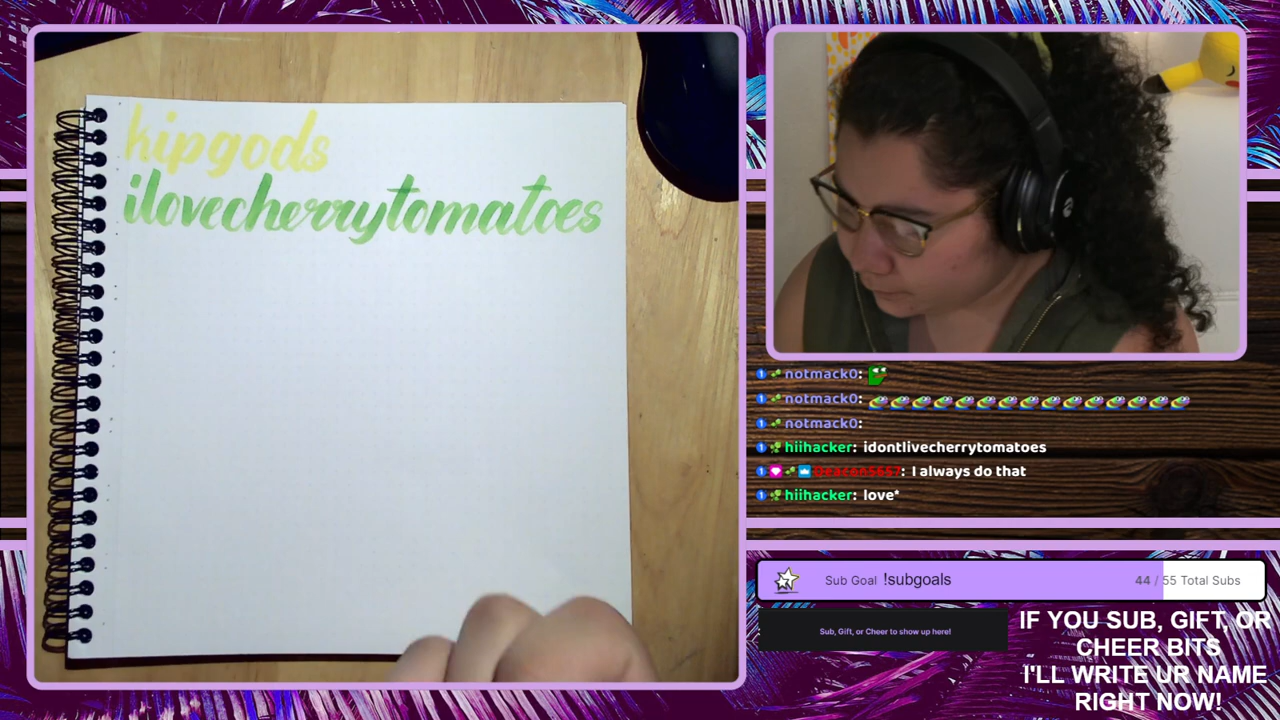 kipgods
ilovecherrytomatoes
notmack0:
notmack0:
notmack0:
hiihacker: idontlivecherrytomatoes
Deacon5657: I always do that
hiihacker: love*
Sub Goal !subgoals 44 / 55 Total Subs
Sub, Gift, or Cheer to show up here!
IF YOU SUB, GIFT, OR
CHEER BITS
I'LL WRITE UR NAME
RIGHT NOW!